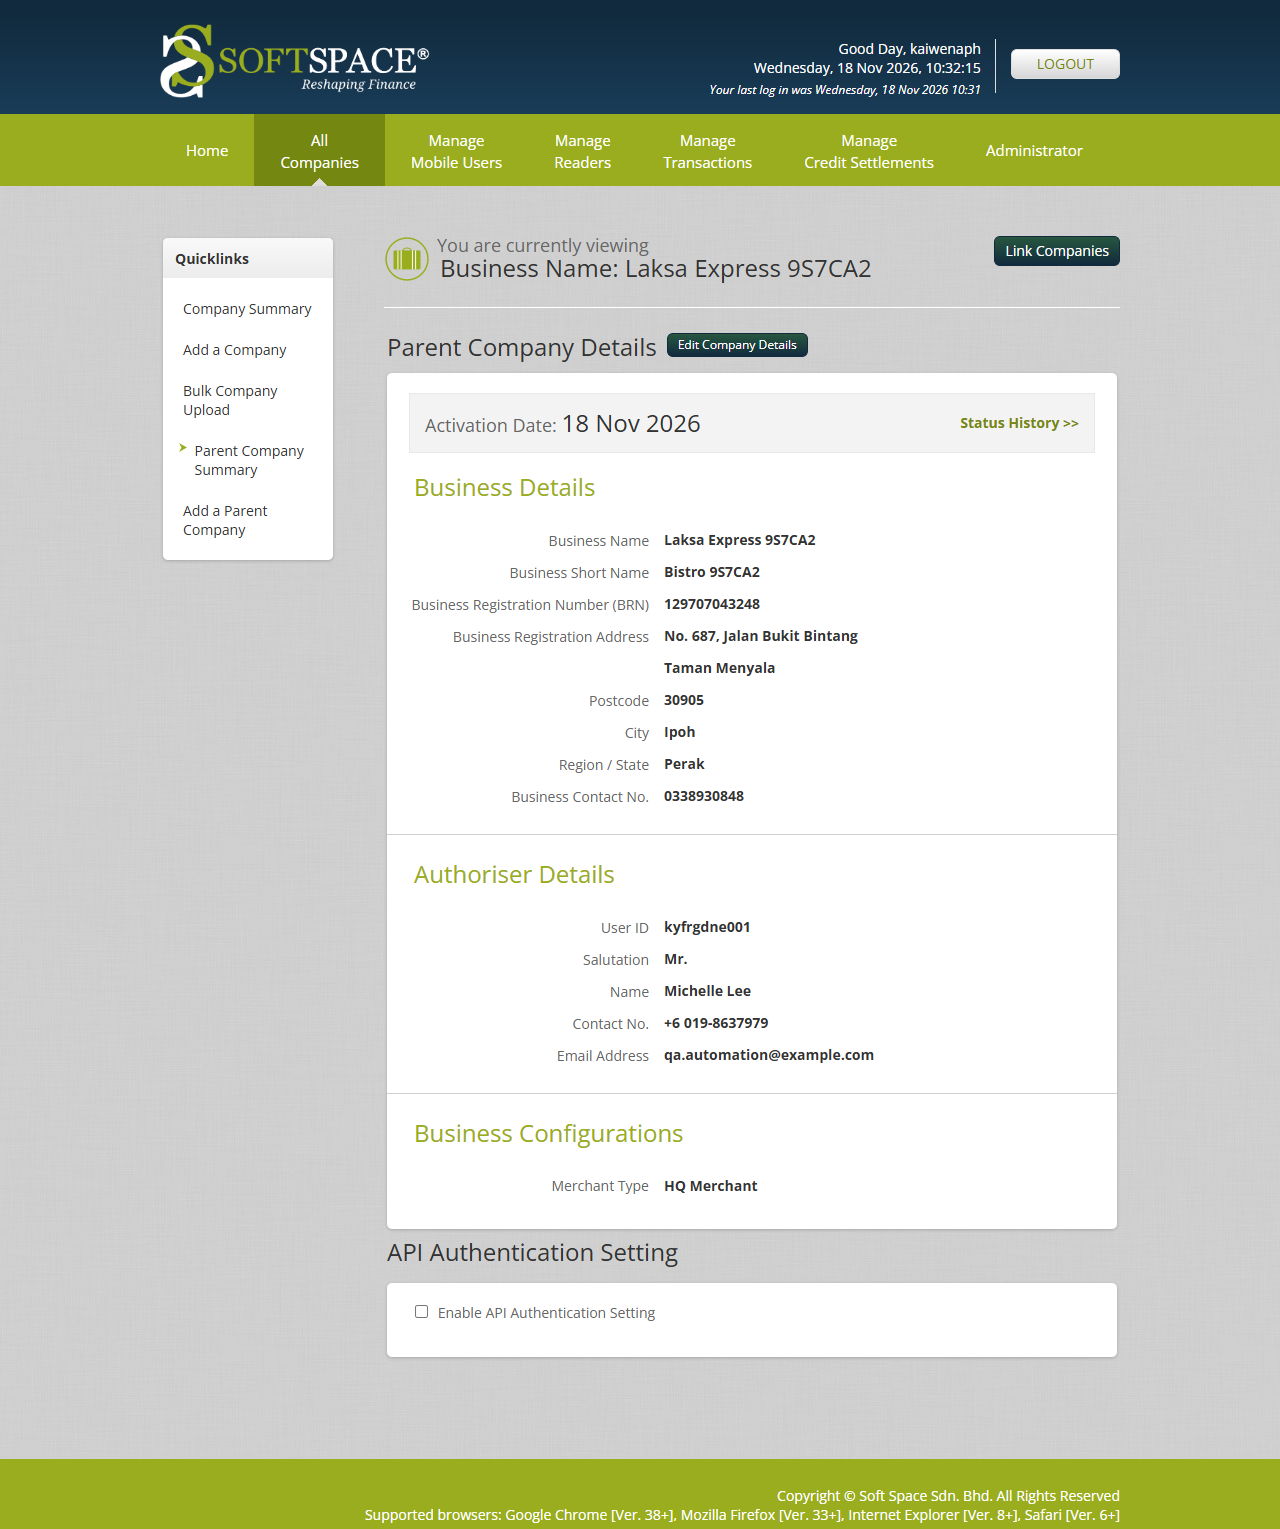 SOFTSPACE®
Reshaping Finance
Good Day, kaiwenaph
Wednesday, 18 Nov 2026, 10:32:15
Your last log in was Wednesday, 18 Nov 2026 10:31
LOGOUT
Home
All
Companies
Manage
Mobile Users
Manage
Readers
Manage
Transactions
Manage
Credit Settlements
Administrator
Quicklinks
Company Summary
Add a Company
Bulk Company
Upload
Parent Company
Summary
Add a Parent
Company
You are currently viewing
Business Name: Laksa Express 9S7CA2
Link Companies
Parent Company Details
Edit Company Details
Activation Date: 18 Nov 2026
Status History >>
Business Details
Business Name Laksa Express 9S7CA2
Business Short Name Bistro 9S7CA2
Business Registration Number (BRN) 129707043248
Business Registration Address No. 687, Jalan Bukit Bintang
Taman Menyala
Postcode 30905
City Ipoh
Region / State Perak
Business Contact No. 0338930848
Authoriser Details
User ID kyfrgdne001
Salutation Mr.
Name Michelle Lee
Contact No. +6 019-8637979
Email Address qa.automation@example.com
Business Configurations
Merchant Type HQ Merchant
API Authentication Setting
Enable API Authentication Setting
Copyright © Soft Space Sdn. Bhd. All Rights Reserved
Supported browsers: Google Chrome [Ver. 38+], Mozilla Firefox [Ver. 33+], Internet Explorer [Ver. 8+], Safari [Ver. 6+]